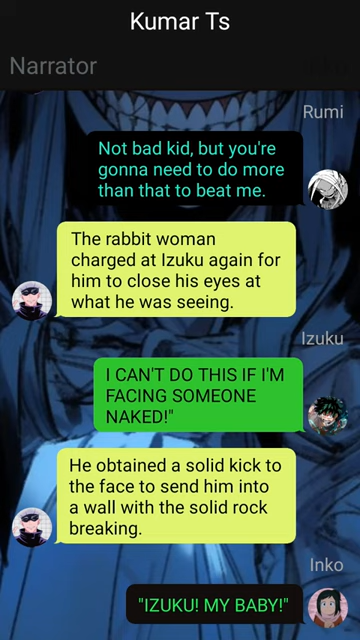 Kumar Ts
Narrator
Rumi
Not bad kid, but you're
gonna need to do more
than that to beat me.
The rabbit woman
charged at Izuku again for
him to close his eyes at
what he was seeing.
Izuku
I CAN'T DO THIS IF I'M
FACING SOMEONE
NAKED!"
He obtained a solid kick to
the face to send him into
a wall with the solid rock
breaking.
Inko
"IZUKU! MY BABY!"